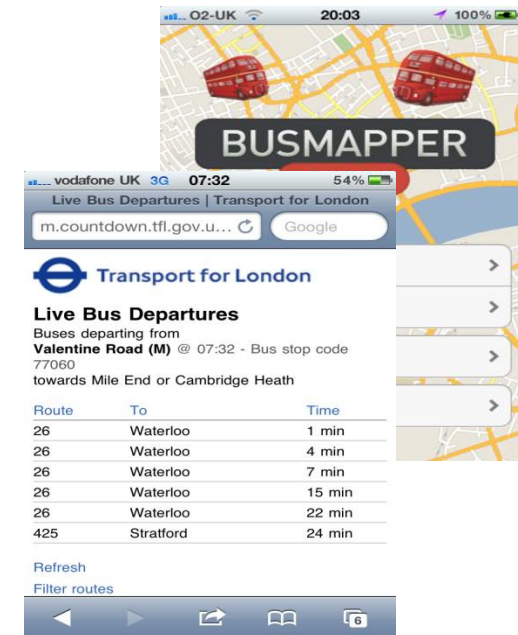 O2-UK 20:03 100%
BUSMAPPER
vodafone UK 3G 07:32 54%
Live Bus Departures | Transport for London
m.countdown.tfl.gov.u... Google
Transport for London
Live Bus Departures
Buses departing from
Valentine Road (M) @ 07:32 - Bus stop code
77060
towards Mile End or Cambridge Heath
Route To Time
26 Waterloo 1 min
26 Waterloo 4 min
26 Waterloo 7 min
26 Waterloo 15 min
26 Waterloo 22 min
425 Stratford 24 min
Refresh
Filter routes
6